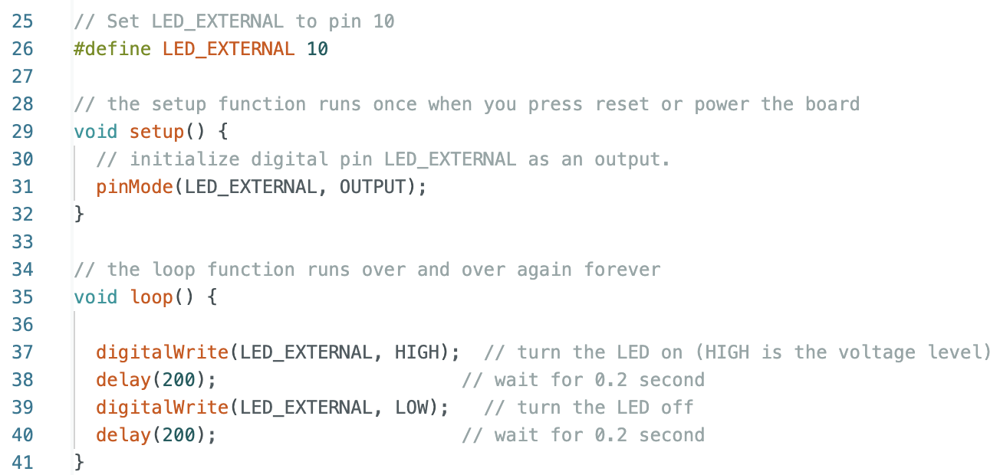 25 // Set LED_EXTERNAL to pin 10
26 #define LED_EXTERNAL 10
27
28 // the setup function runs once when you press reset or power the board
29 void setup() {
30   // initialize digital pin LED_EXTERNAL as an output.
31   pinMode(LED_EXTERNAL, OUTPUT);
32 }
33
34 // the loop function runs over and over again forever
35 void loop() {
36
37   digitalWrite(LED_EXTERNAL, HIGH);  // turn the LED on (HIGH is the voltage level)
38   delay(200);                      // wait for 0.2 second
39   digitalWrite(LED_EXTERNAL, LOW);   // turn the LED off
40   delay(200);                      // wait for 0.2 second
41 }